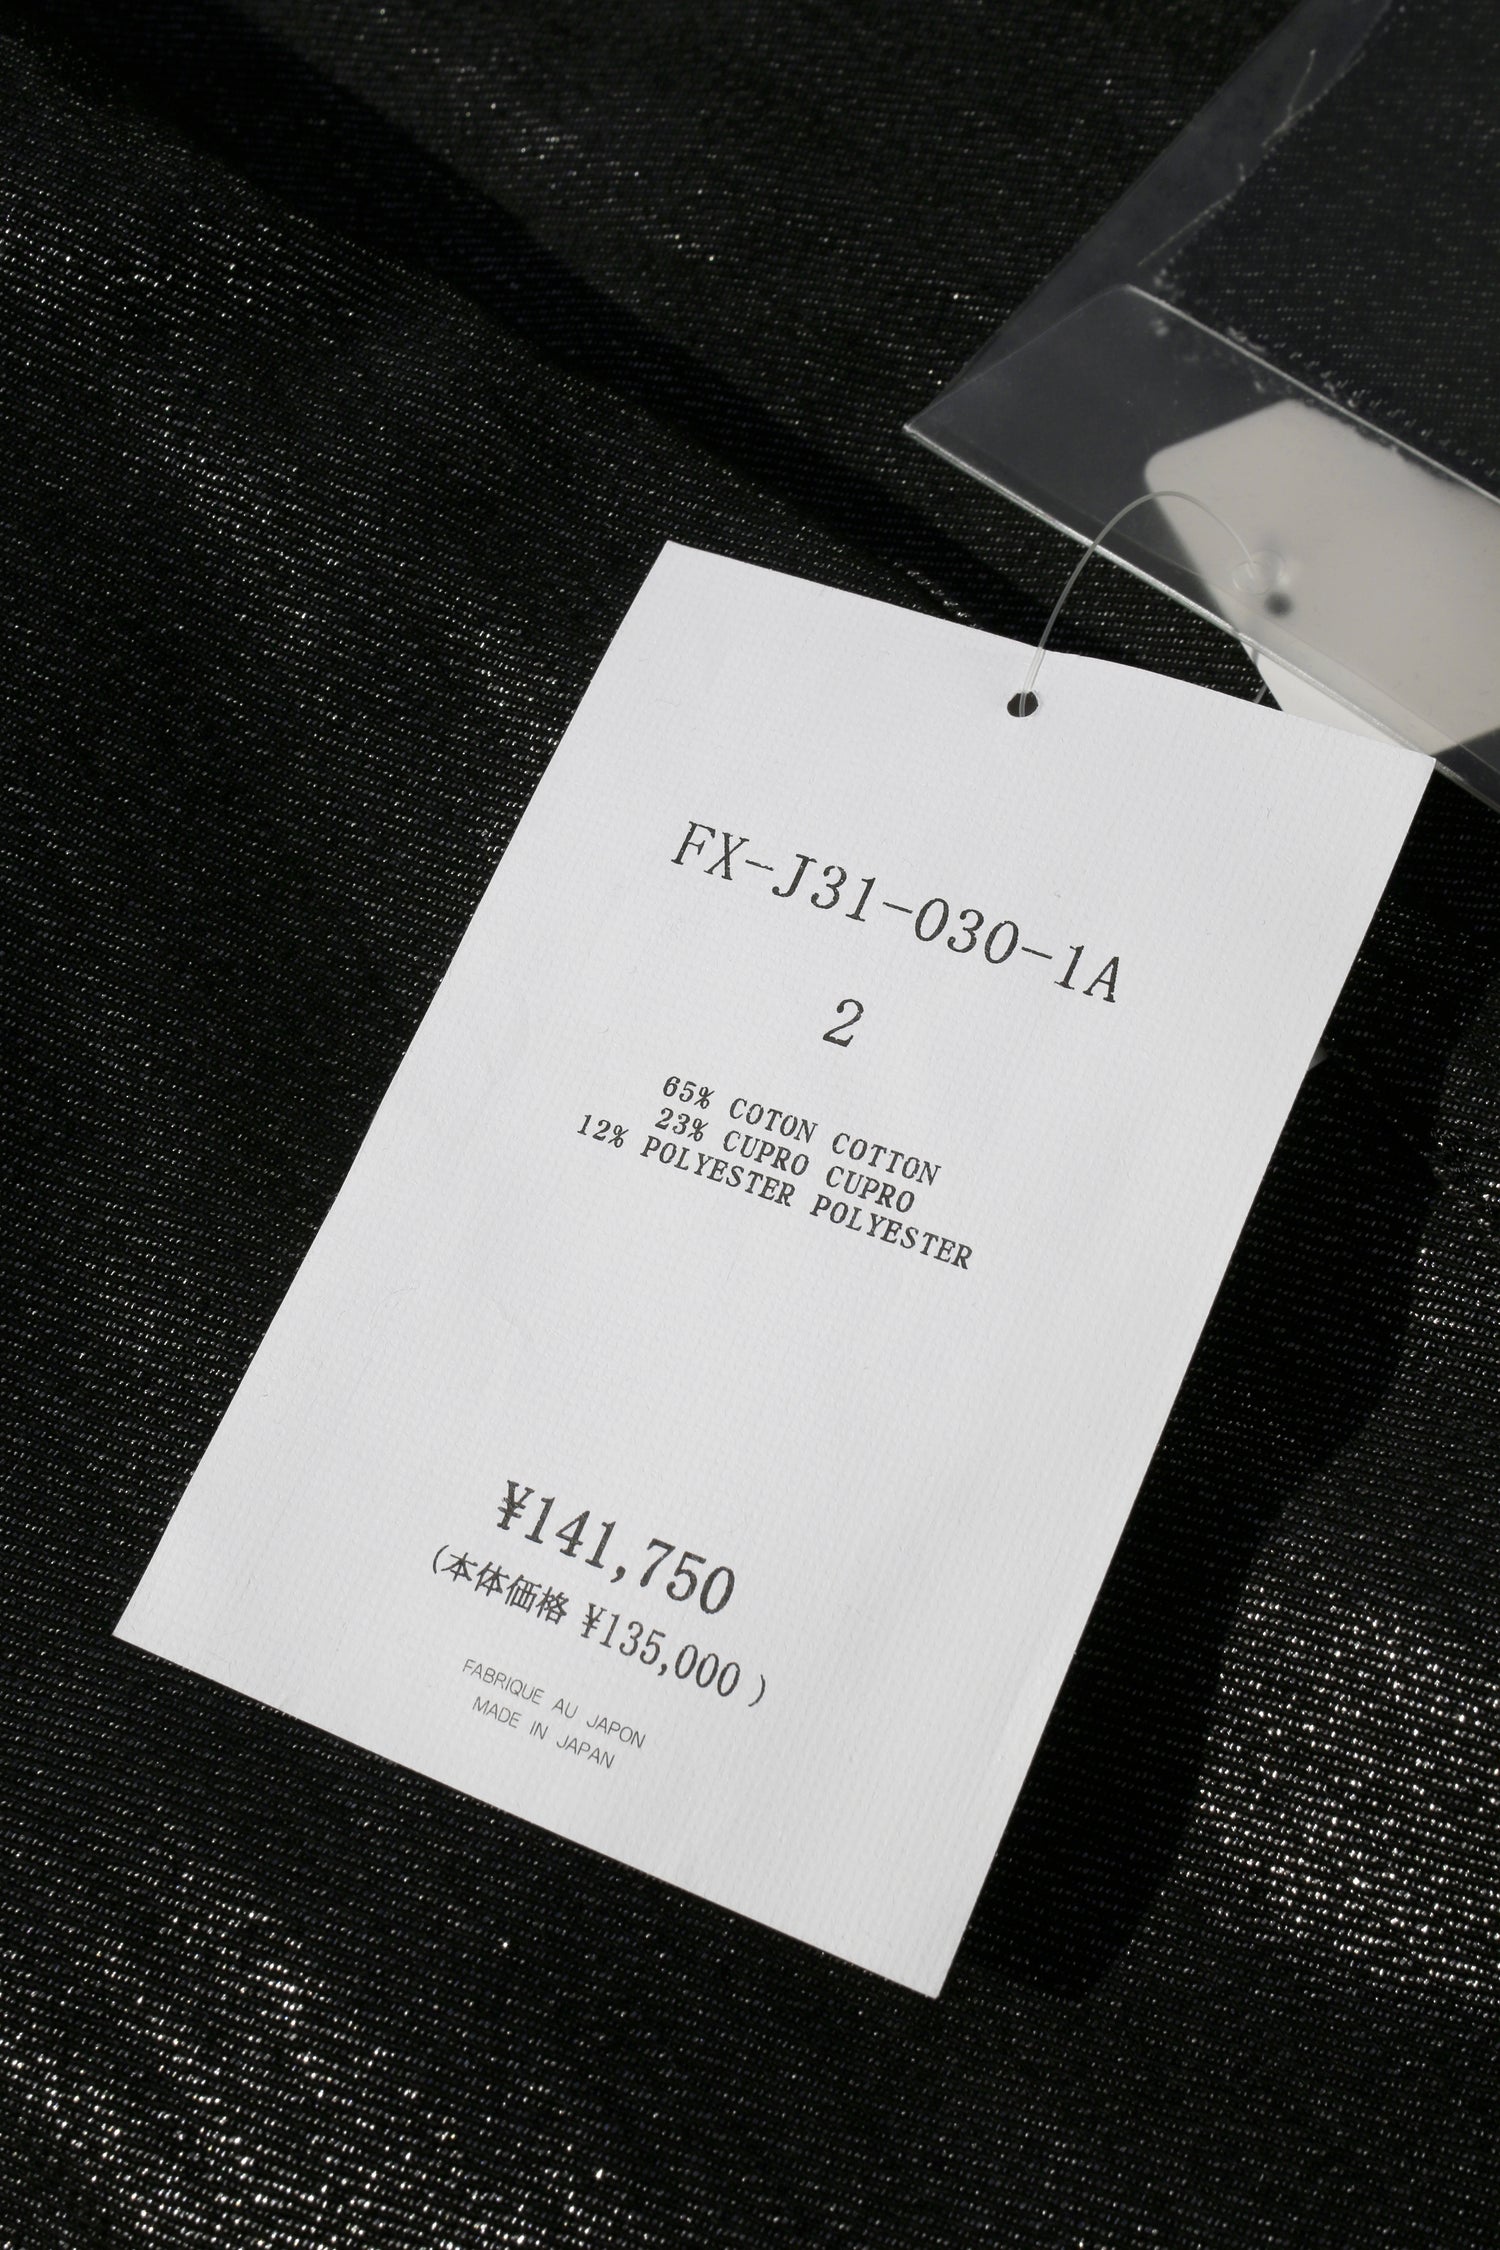 FX-J31-030-1A
2
65% COTON COTTON
23% CUPRO CUPRO
12% POLYESTER POLYESTER
¥141,750
(本体価格 ¥135,000)
FABRIQUE AU JAPON
MADE IN JAPAN